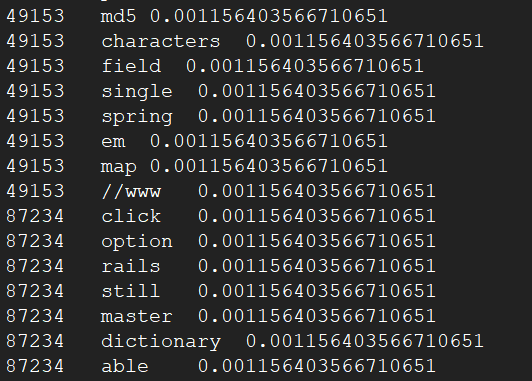 49153 md5 0.001156403566710651
49153 characters 0.001156403566710651
49153 field 0.001156403566710651
49153 single 0.001156403566710651
49153 spring 0.001156403566710651
49153 em 0.001156403566710651
49153 map 0.001156403566710651
49153 //www 0.001156403566710651
87234 click 0.001156403566710651
87234 option 0.001156403566710651
87234 rails 0.001156403566710651
87234 still 0.001156403566710651
87234 master 0.001156403566710651
87234 dictionary 0.001156403566710651
87234 able 0.001156403566710651